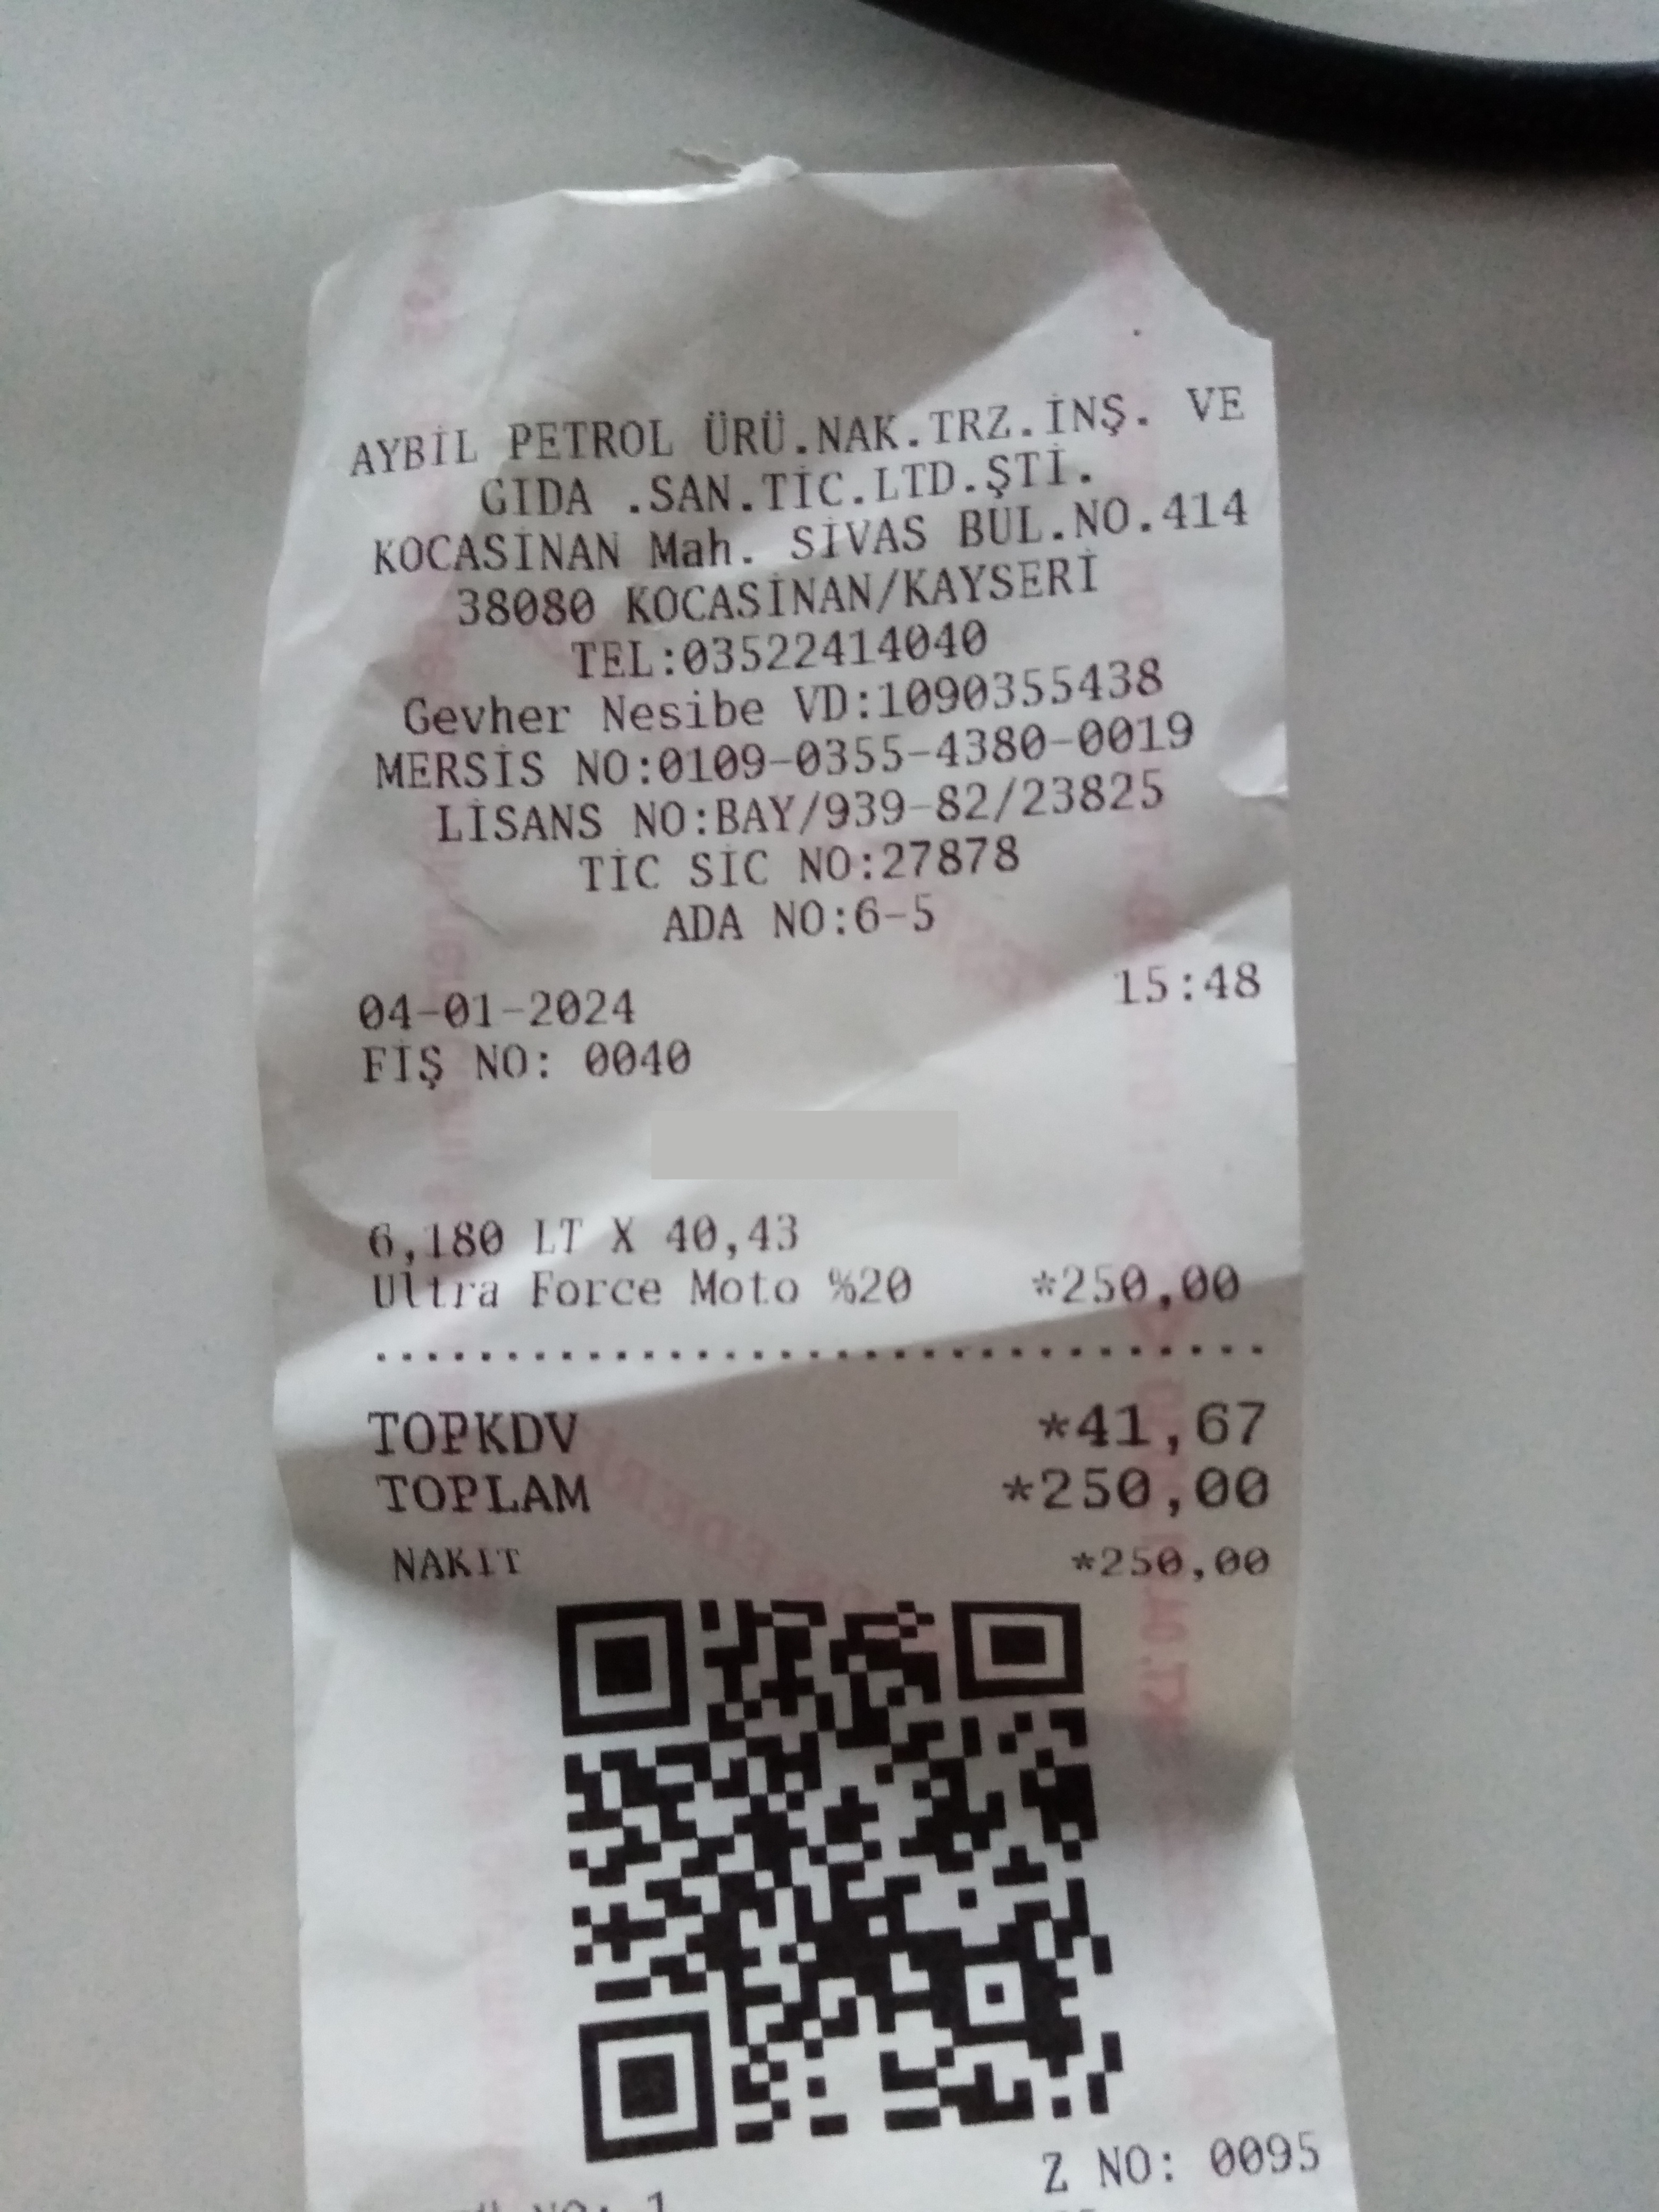 AYBİL PETROL ÜRÜ.NAK.TRZ.İNŞ. VE
GIDA .SAN.TİC.LTD.ŞTİ.
KOCASİNAN Mah. SİVAS BUL.NO.414
38080 KOCASİNAN/KAYSERİ
TEL:03522414040
Gevher Nesibe VD:1090355438
MERSİS NO:0109-0355-4380-0019
LİSANS NO:BAY/939-82/23825
TİC SİC NO:27878
ADA NO:6-5
04-01-2024 15:48
FİŞ NO: 0040
6,180 LT X 40,43
Ultra Force Moto %20 *250,00
TOPKDV *41,67
TOPLAM *250,00
NAKİT *250,00
Z NO: 0095
NO: 1